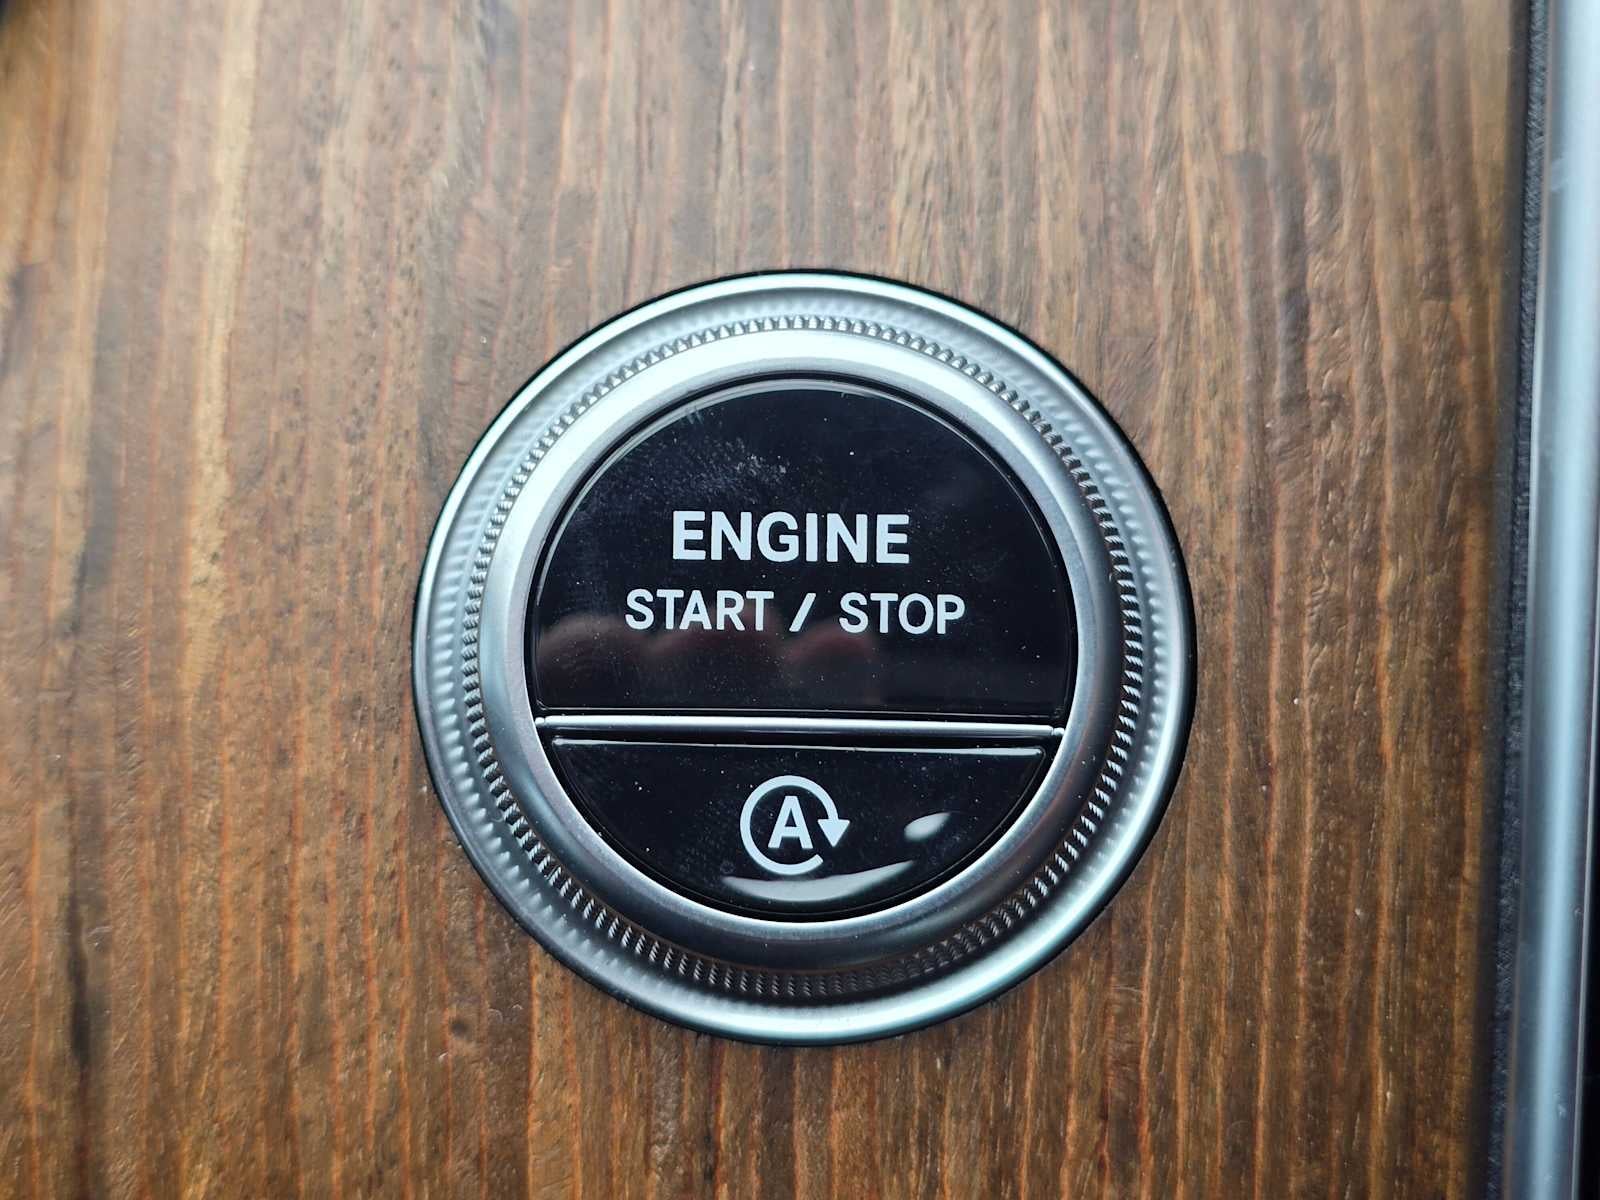 ENGINE
START / STOP
A